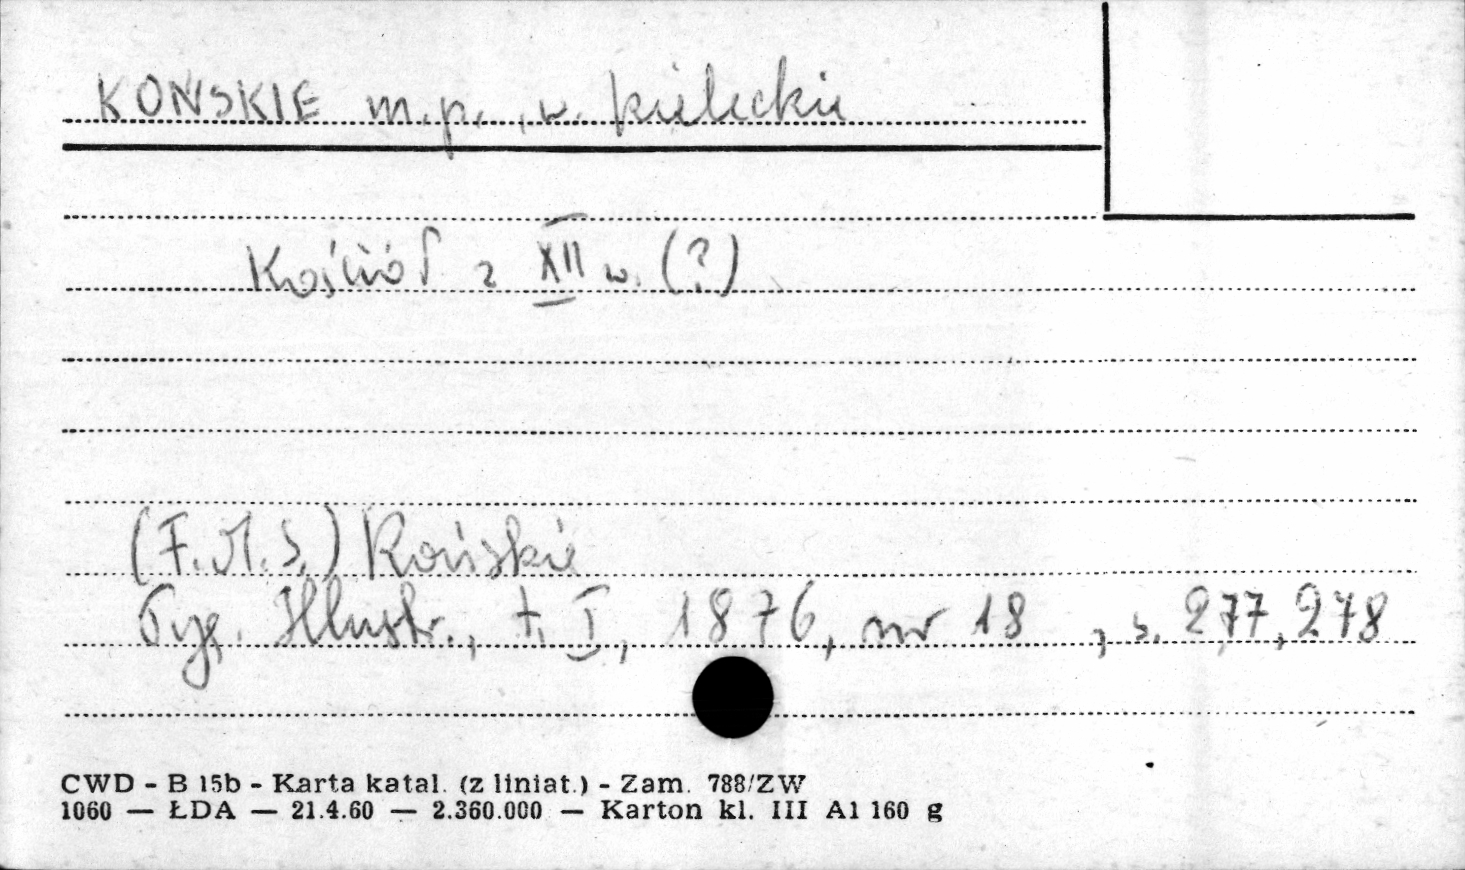 KOŃSKIE m.p., w. kieleckie
Kościół z XII w. (?)
(F.M.S.) Końskie
Tyg. Illustr., t. I, 1876, nr 18, s. 277, 278
CWD - B 15b - Karta katal. (z liniat.) - Zam. 788/ZW
1060 — ŁDA — 21.4.60 — 2.360.000 — Karton kl. III A1 160 g